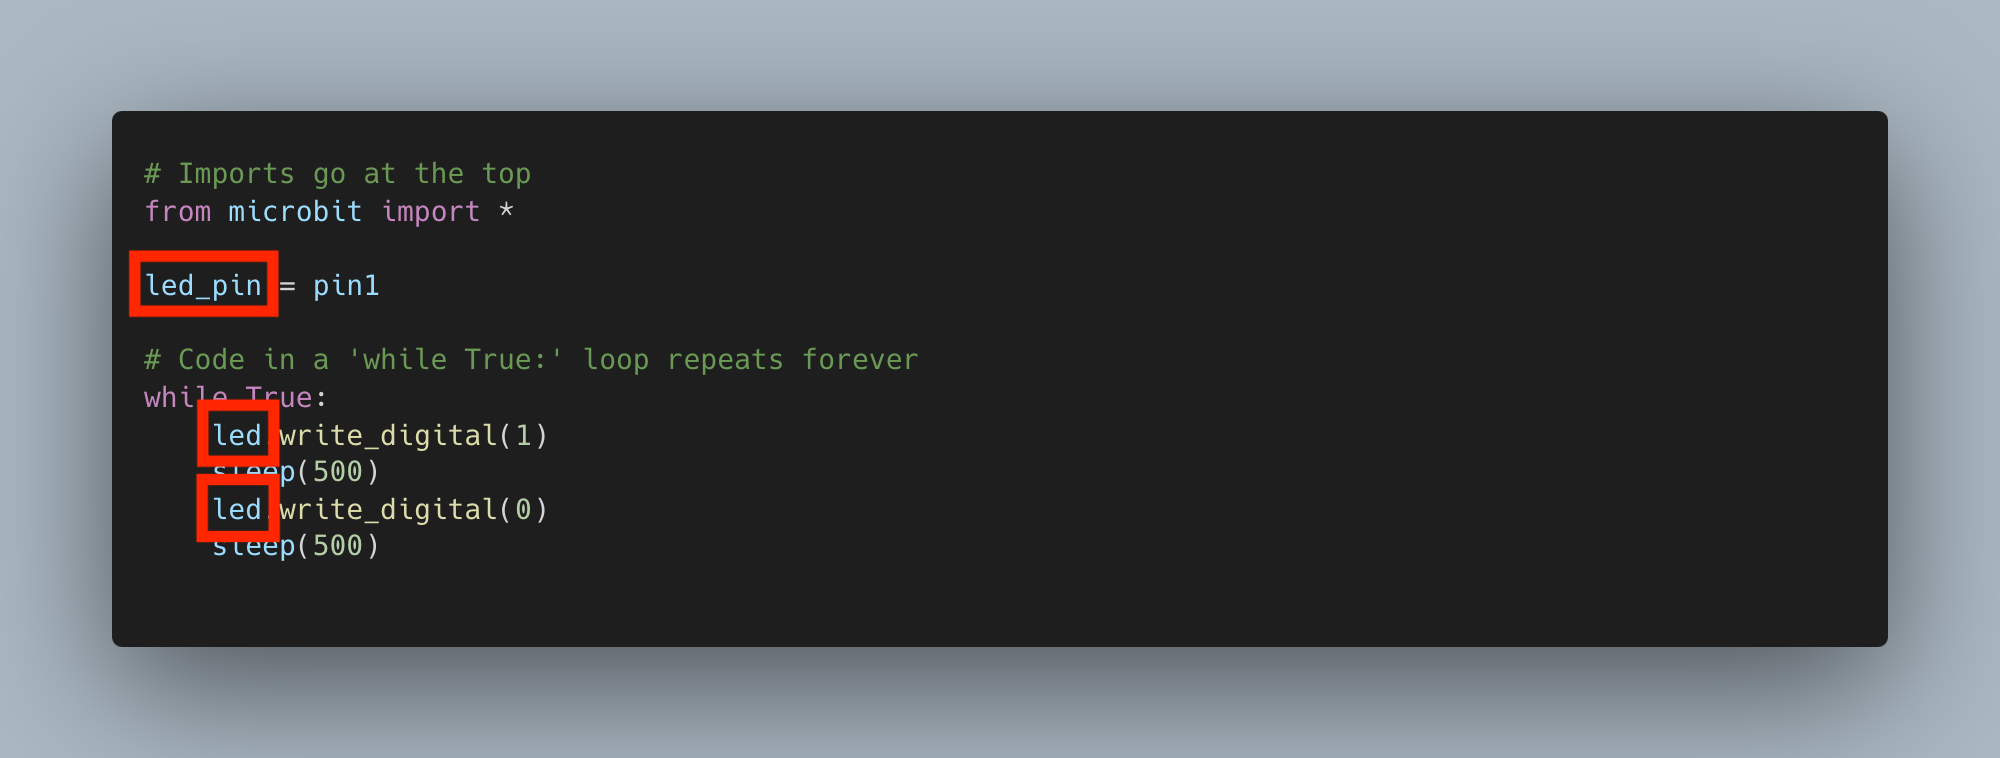 # Imports go at the top
from microbit import *
led_pin = pin1
# Code in a 'while True:' loop repeats forever
while True:
led.write_digital(1)
sleep(500)
led.write_digital(0)
sleep(500)